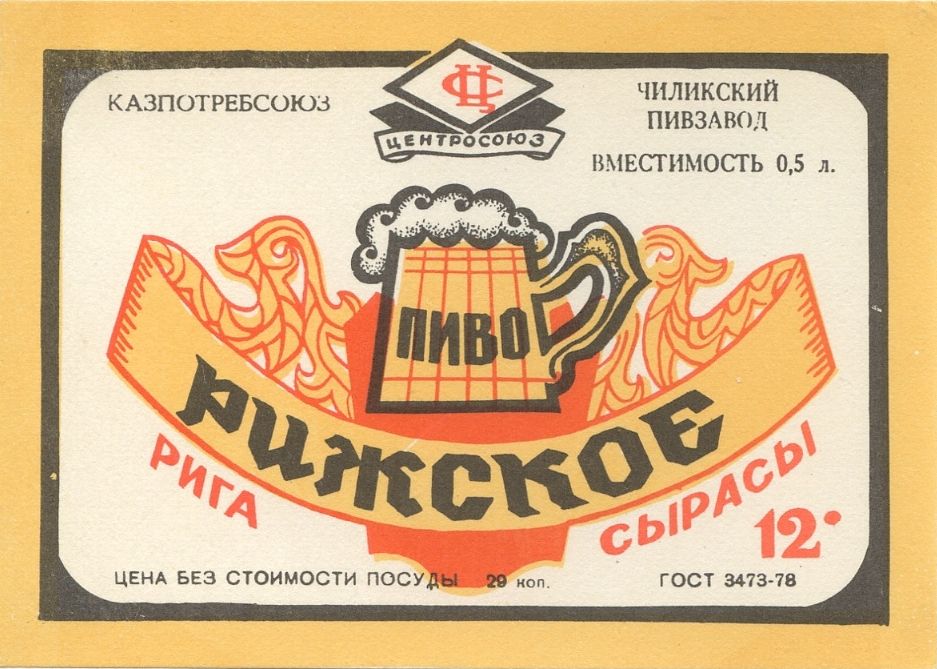 КАЗПОТРЕБСОЮЗ
ЦЕНТРОСОЮЗ
ЧИЛИКСКИЙ
ПИВЗАВОД
ВМЕСТИМОСТЬ 0,5 л.
ПИВО
РИЖСКОЕ
РИГА СЫРАСЫ
12°
ЦЕНА БЕЗ СТОИМОСТИ ПОСУДЫ 29 коп.
ГОСТ 3473-78